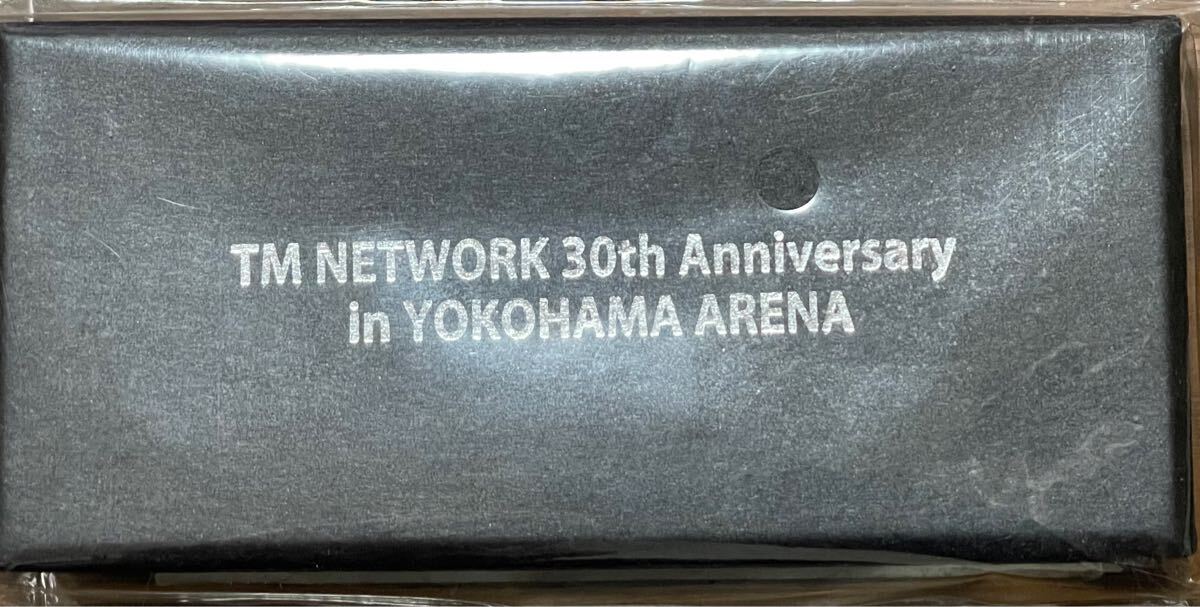 TM NETWORK 30th Anniversary
in YOKOHAMA ARENA